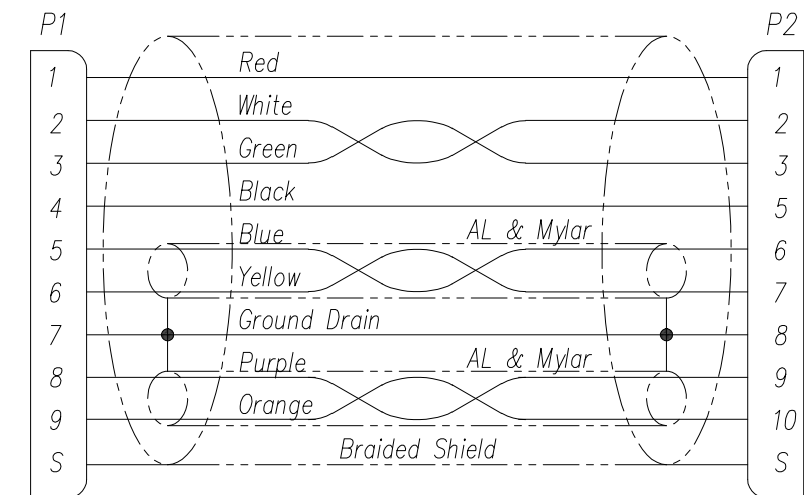 P1 P2
1 Red 1
2 White 2
3 Green 3
4 Black 5
5 Blue AL & Mylar 6
6 Yellow 7
7 Ground Drain 8
8 Purple AL & Mylar 9
9 Orange 10
S Braided Shield S